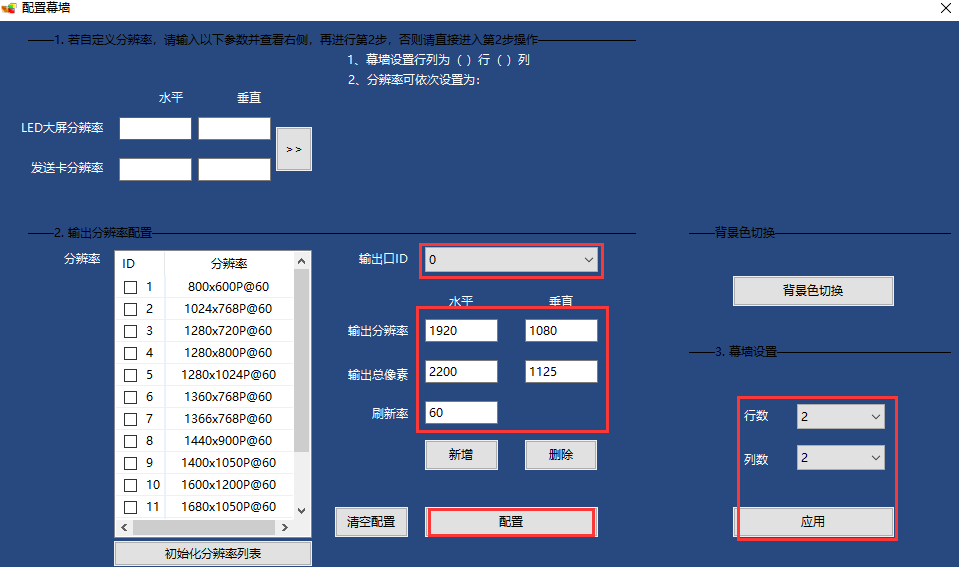 配置幕墙
1. 若自定义分辨率，请输入以下参数并查看右侧，再进行第2步，否则请直接进入第2步操作
1、幕墙设置行列为（ ）行（ ）列
2、分辨率可依次设置为：
水平 垂直
LED大屏分辨率
>>
发送卡分辨率
2. 输出分辨率配置
背景色切换
分辨率
ID 分辨率
1 800x600P@60
2 1024x768P@60
3 1280x720P@60
4 1280x800P@60
5 1280x1024P@60
6 1360x768P@60
7 1366x768P@60
8 1440x900P@60
9 1400x1050P@60
10 1600x1200P@60
11 1680x1050P@60
初始化分辨率列表
输出口ID 0
水平 垂直
输出分辨率 1920 1080
输出总像素 2200 1125
刷新率 60
新增 删除
清空配置 配置
背景色切换
3. 幕墙设置
行数 2
列数 2
应用